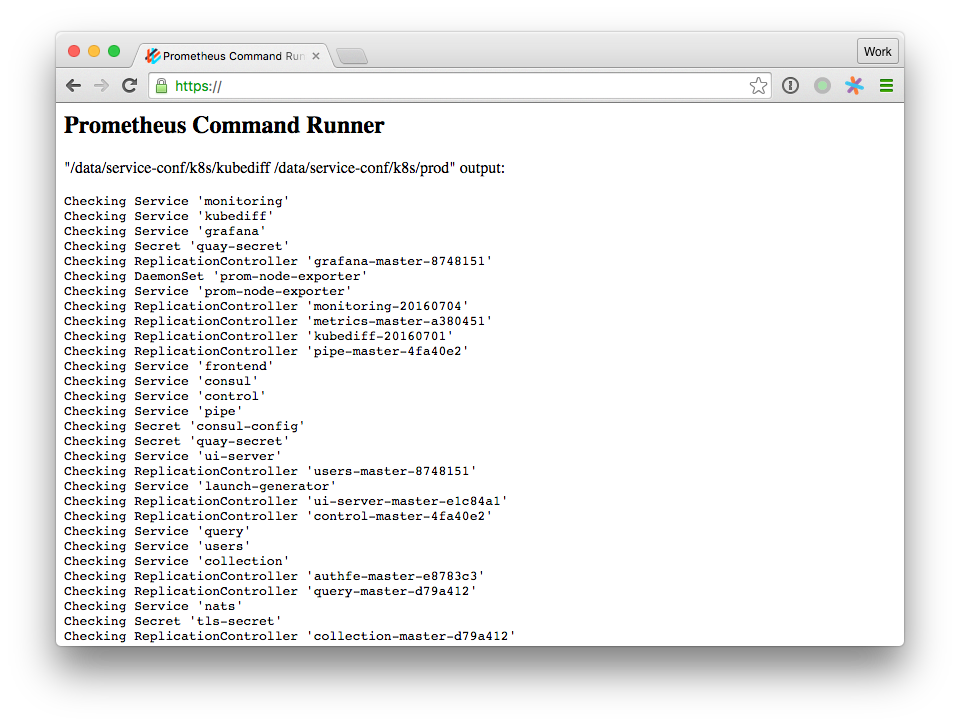 Prometheus Command Run
Work
https://
Prometheus Command Runner
"/data/service-conf/k8s/kubediff /data/service-conf/k8s/prod" output:
Checking Service 'monitoring'
Checking Service 'kubediff'
Checking Service 'grafana'
Checking Secret 'quay-secret'
Checking ReplicationController 'grafana-master-8748151'
Checking DaemonSet 'prom-node-exporter'
Checking Service 'prom-node-exporter'
Checking ReplicationController 'monitoring-20160704'
Checking ReplicationController 'metrics-master-a380451'
Checking ReplicationController 'kubediff-20160701'
Checking ReplicationController 'pipe-master-4fa40e2'
Checking Service 'frontend'
Checking Service 'consul'
Checking Service 'control'
Checking Service 'pipe'
Checking Secret 'consul-config'
Checking Secret 'quay-secret'
Checking Service 'ui-server'
Checking ReplicationController 'users-master-8748151'
Checking Service 'launch-generator'
Checking ReplicationController 'ui-server-master-e1c84a1'
Checking ReplicationController 'control-master-4fa40e2'
Checking Service 'query'
Checking Service 'users'
Checking Service 'collection'
Checking ReplicationController 'authfe-master-e8783c3'
Checking ReplicationController 'query-master-d79a412'
Checking Service 'nats'
Checking Secret 'tls-secret'
Checking ReplicationController 'collection-master-d79a412'